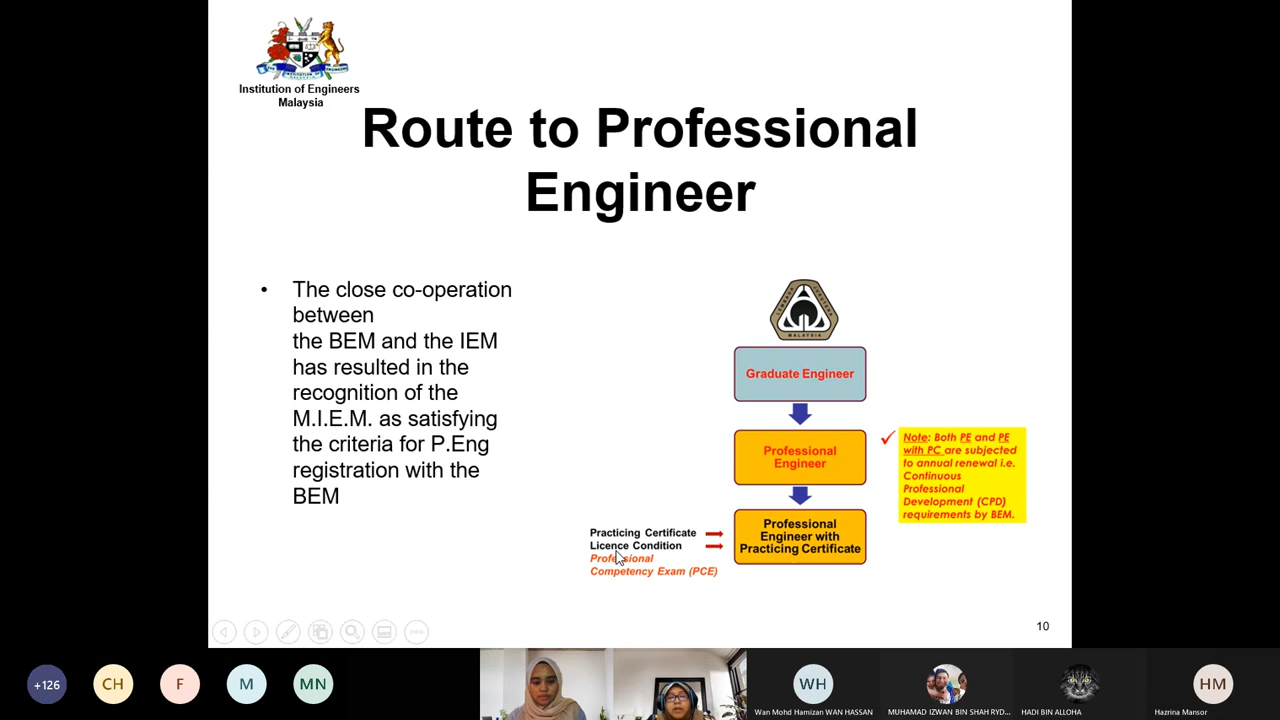 Institution of Engineers
Malaysia
Route to Professional
Engineer
• The close co-operation
between
the BEM and the IEM
has resulted in the
recognition of the
M.I.E.M. as satisfying
the criteria for P.Eng
registration with the
BEM
Graduate Engineer
Professional
Engineer
Note: Both PE and PE
with PC are subjected
to annual renewal i.e.
Continuous
Professional
Development (CPD)
requirements by BEM.
Professional
Engineer with
Practicing Certificate
Practicing Certificate
Licence Condition
Professional
Competency Exam (PCE)
10
+126
CH
F
M
MN
WH
HM
Wan Mohd Hamizan WAN HASSAN
MUHAMAD IZWAN BIN SHAH RYD...
HADI BIN ALLOHA
Hazrina Mansor